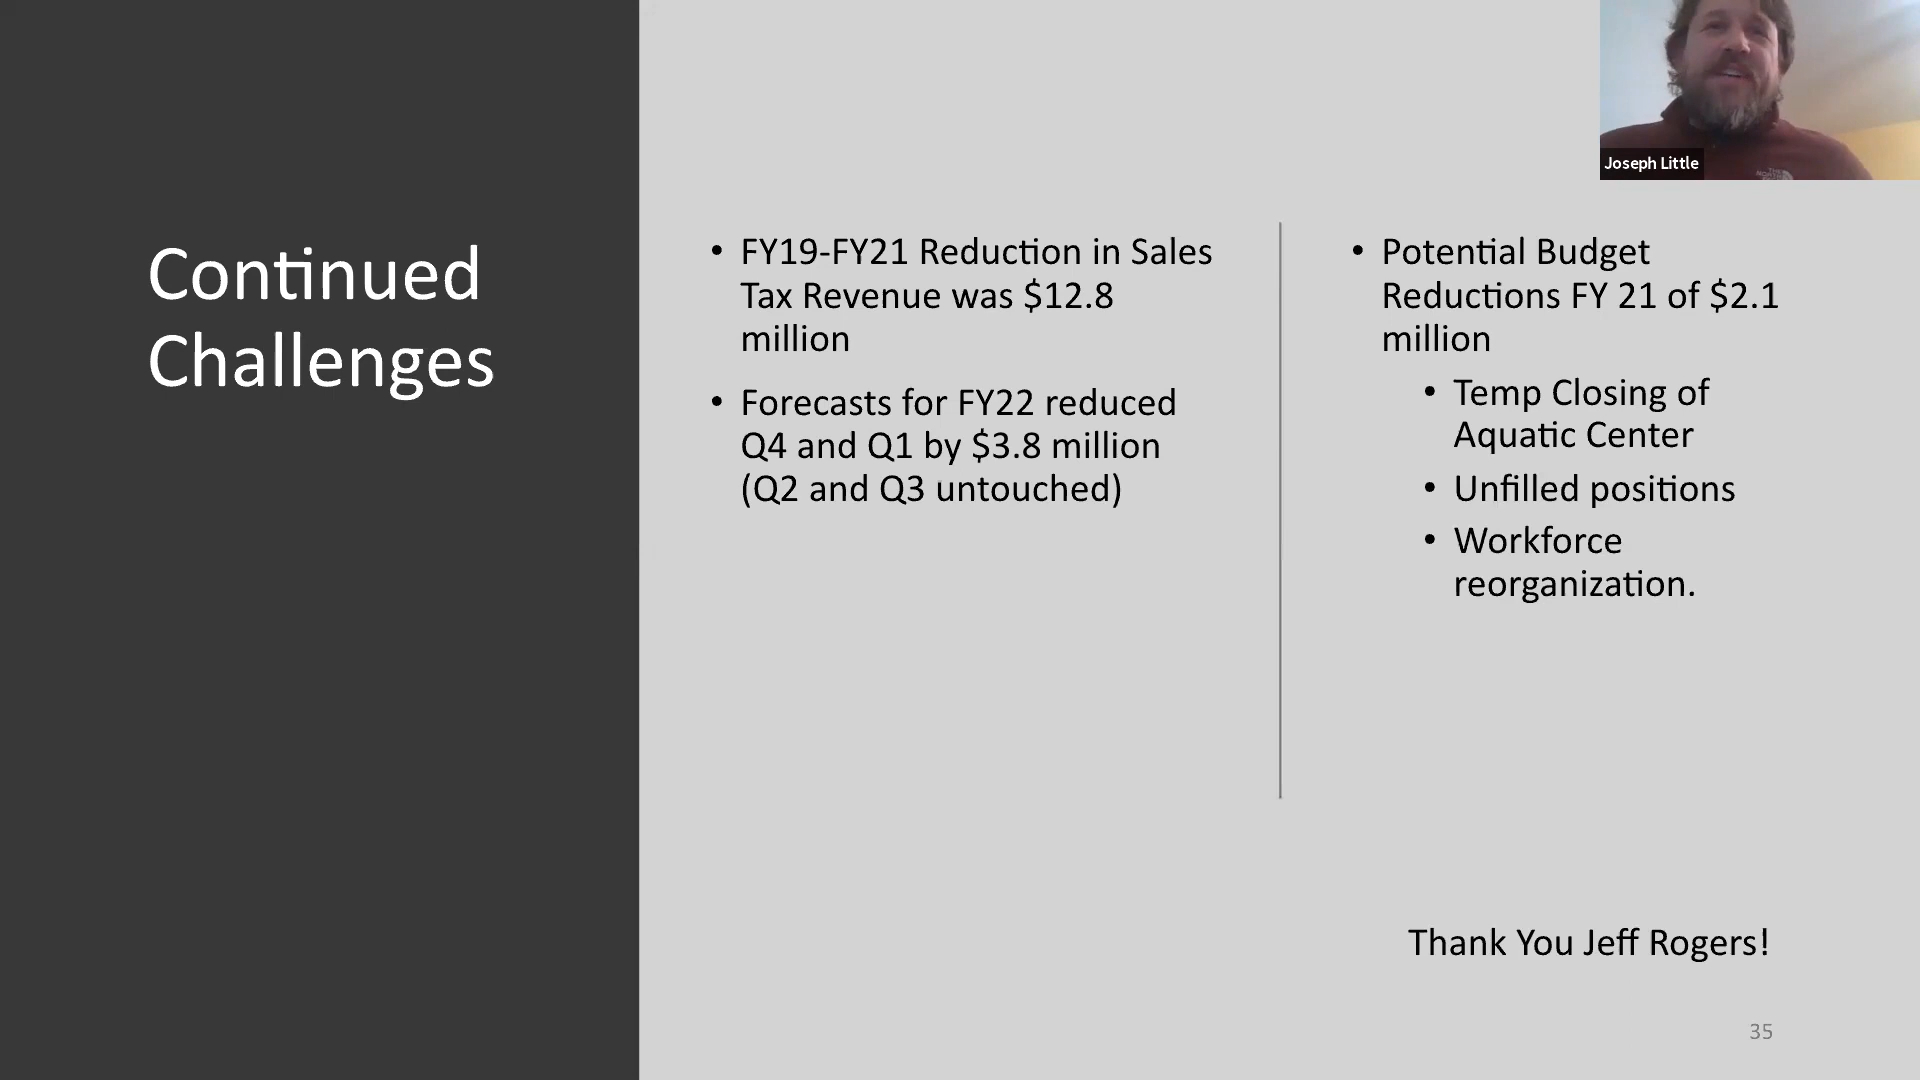 Continued
Challenges
• FY19-FY21 Reduction in Sales
Tax Revenue was $12.8
million
• Forecasts for FY22 reduced
Q4 and Q1 by $3.8 million
(Q2 and Q3 untouched)
• Potential Budget
Reductions FY 21 of $2.1
million
• Temp Closing of
Aquatic Center
• Unfilled positions
• Workforce
reorganization.
Thank You Jeff Rogers!
35
Joseph Little
THE
NORTH